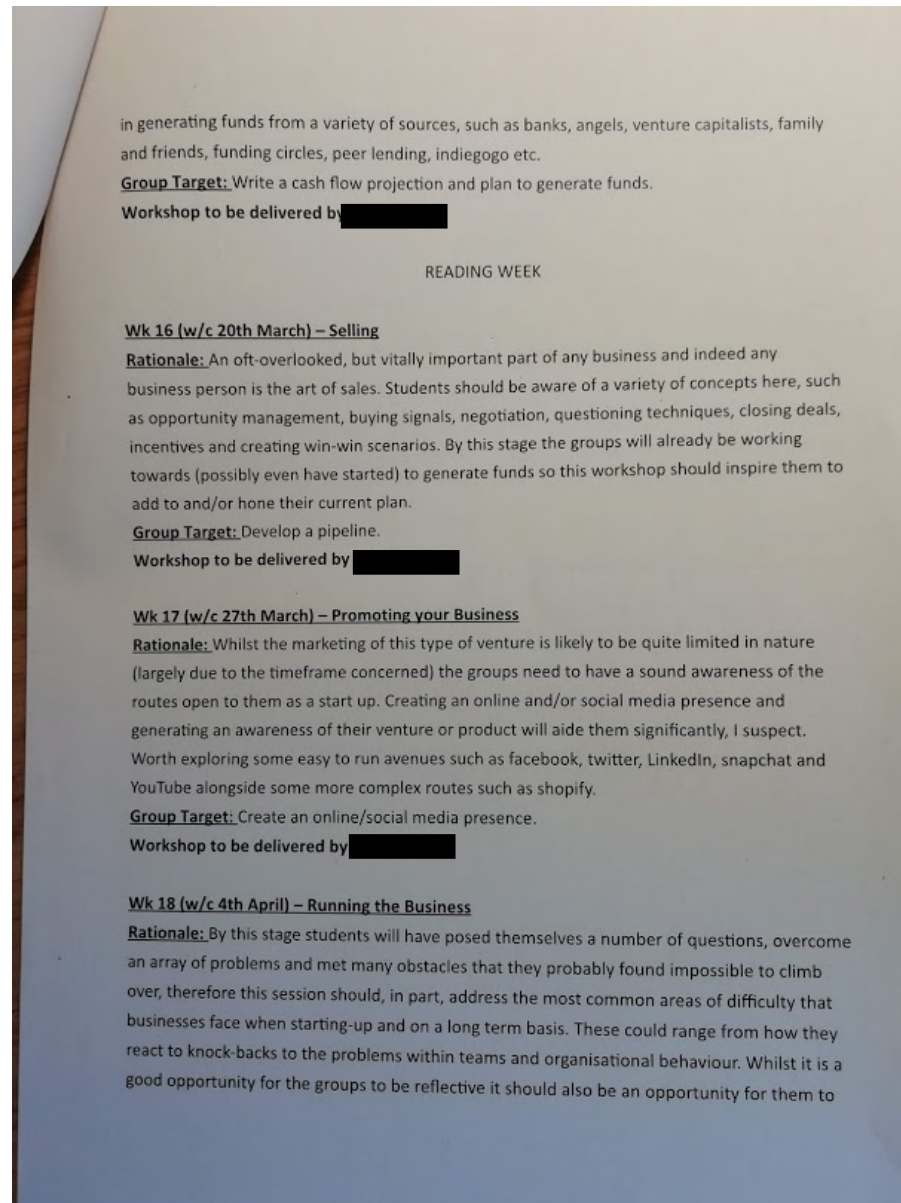 in generating funds from a variety of sources, such as banks, angels, venture capitalists, family
and friends, funding circles, peer lending, indiegogo etc.
Group Target: Write a cash flow projection and plan to generate funds.
Workshop to be delivered by
READING WEEK
Wk 16 (w/c 20th March) – Selling
Rationale: An oft-overlooked, but vitally important part of any business and indeed any
business person is the art of sales. Students should be aware of a variety of concepts here, such
as opportunity management, buying signals, negotiation, questioning techniques, closing deals,
incentives and creating win-win scenarios. By this stage the groups will already be working
towards (possibly even have started) to generate funds so this workshop should inspire them to
add to and/or hone their current plan.
Group Target: Develop a pipeline.
Workshop to be delivered by
Wk 17 (w/c 27th March) – Promoting your Business
Rationale: Whilst the marketing of this type of venture is likely to be quite limited in nature
(largely due to the timeframe concerned) the groups need to have a sound awareness of the
routes open to them as a start up. Creating an online and/or social media presence and
generating an awareness of their venture or product will aide them significantly, I suspect.
Worth exploring some easy to run avenues such as facebook, twitter, LinkedIn, snapchat and
YouTube alongside some more complex routes such as shopify.
Group Target: Create an online/social media presence.
Workshop to be delivered by
Wk 18 (w/c 4th April) – Running the Business
Rationale: By this stage students will have posed themselves a number of questions, overcome
an array of problems and met many obstacles that they probably found impossible to climb
over, therefore this session should, in part, address the most common areas of difficulty that
businesses face when starting-up and on a long term basis. These could range from how they
react to knock-backs to the problems within teams and organisational behaviour. Whilst it is a
good opportunity for the groups to be reflective it should also be an opportunity for them to